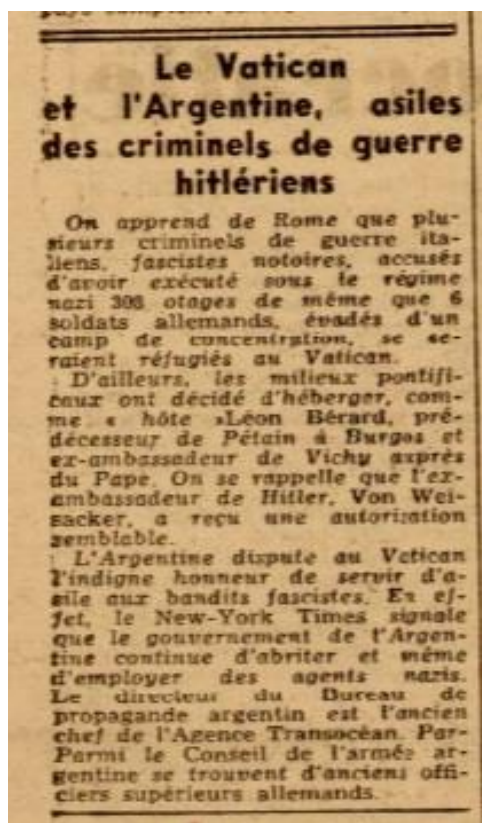 Le Vatican
et l'Argentine, asiles
des criminels de guerre
hitlériens
On apprend de Rome que plu-
sieurs criminels de guerre ita-
liens, fascistes notoires, accusés
d'avoir exécuté sous le régime
nazi 303 otages de même que 6
soldats allemands, évadés d'un
camp de concentration, se se-
raient réfugiés au Vatican.
D'ailleurs, les milieux pontifi-
caux ont décidé d'héberger, com-
me « hôte »Léon Bérard, pré-
décesseur de Pétain à Burgos et
ex-ambassadeur de Vichy auprès
du Pape. On se rappelle que l'ex-
ambassadeur de Hitler, Von Wei-
sacker, a reçu une autorization
semblable.
L'Argentine dispute au Vatican
l'indigne honneur de servir d'a-
sile aux bandits fascistes. En ef-
fet, le New-York Times signale
que le gouvernement de l'Argen-
tine continue d'abriter et même
d'employer des agents nazis.
Le directeur du Bureau de
propagande argentin est l'ancien
chef de l'Agence Transocéan. Par-
Parmi le Conseil de l'armée ar-
gentine se trouvent d'anciens offi-
ciers supérieurs allemands.